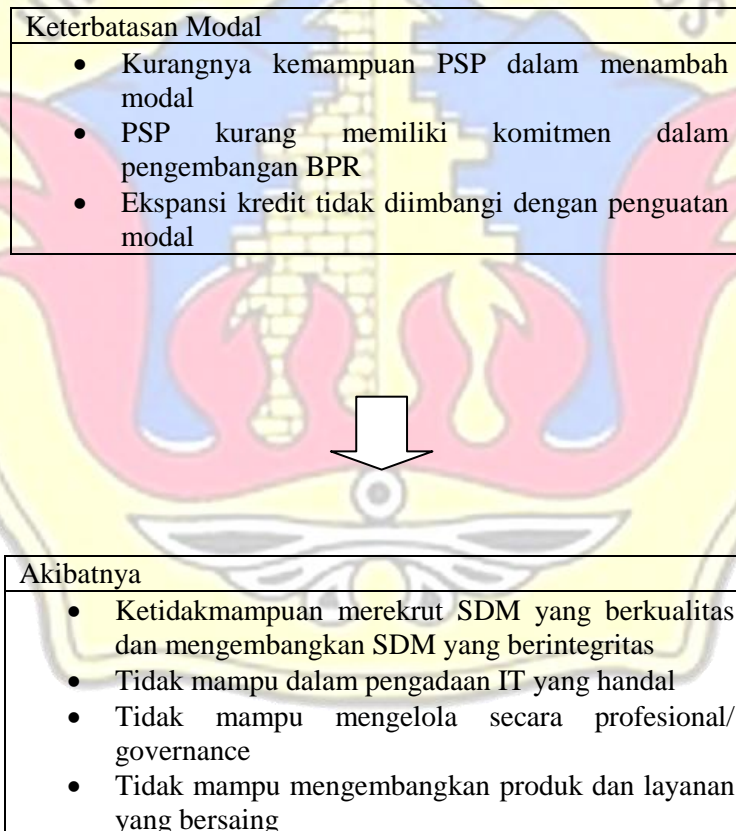 Keterbatasan Modal
• Kurangnya kemampuan PSP dalam menambah
modal
• PSP kurang memiliki komitmen dalam
pengembangan BPR
• Ekspansi kredit tidak diimbangi dengan penguatan
modal
Akibatnya
• Ketidakmampuan merekrut SDM yang berkualitas
dan mengembangkan SDM yang berintegritas
• Tidak mampu dalam pengadaan IT yang handal
• Tidak mampu mengelola secara profesional/
governance
• Tidak mampu mengembangkan produk dan layanan
yang bersaing